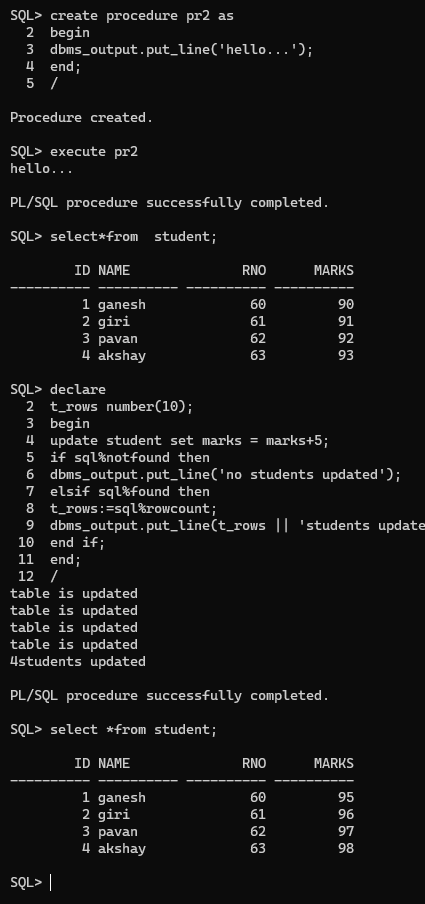 SQL> create procedure pr2 as
  2  begin
  3  dbms_output.put_line('hello...');
  4  end;
  5  /
Procedure created.
SQL> execute pr2
hello...
PL/SQL procedure successfully completed.
SQL> select*from  student;
        ID NAME              RNO      MARKS
---------- ---------- ---------- ----------
         1 ganesh             60         90
         2 giri               61         91
         3 pavan              62         92
         4 akshay             63         93
SQL> declare
  2  t_rows number(10);
  3  begin
  4  update student set marks = marks+5;
  5  if sql%notfound then
  6  dbms_output.put_line('no students updated');
  7  elsif sql%found then
  8  t_rows:=sql%rowcount;
  9  dbms_output.put_line(t_rows || 'students update
 10  end if;
 11  end;
 12  /
table is updated
table is updated
table is updated
table is updated
4students updated
PL/SQL procedure successfully completed.
SQL> select *from student;
        ID NAME              RNO      MARKS
---------- ---------- ---------- ----------
         1 ganesh             60         95
         2 giri               61         96
         3 pavan              62         97
         4 akshay             63         98
SQL>